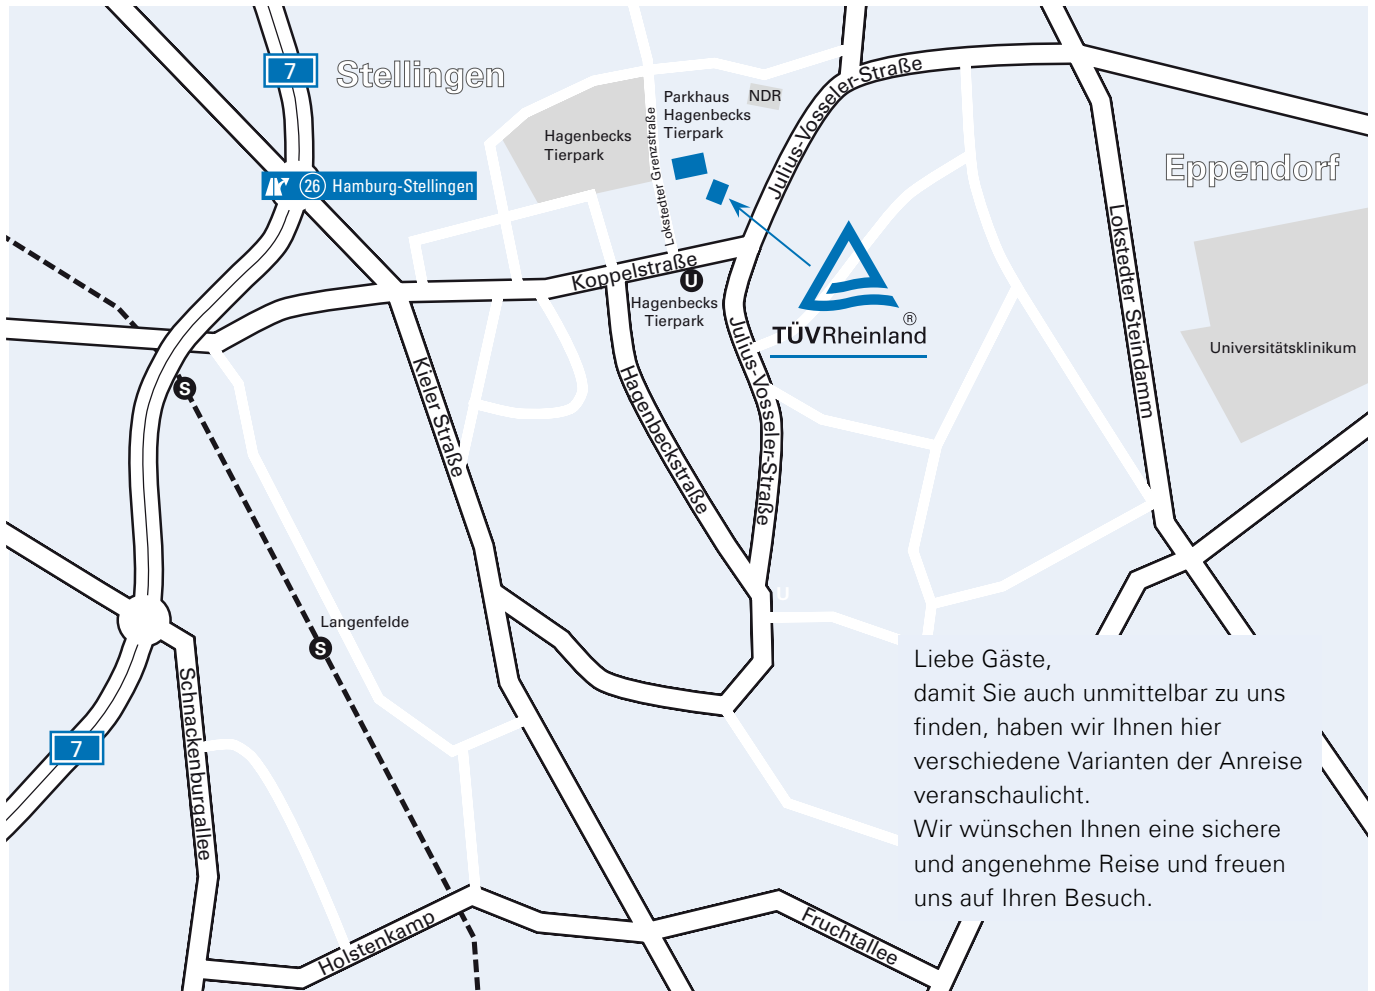 7
Stellingen
26 Hamburg-Stellingen
Hagenbecks
Tierpark
Lokstedter Grenzstraße
Parkhaus
Hagenbecks
Tierpark
NDR
Julius-Vosseler-Straße
Eppendorf
Lokstedter Steindamm
Universitätsklinikum
Koppelstraße
U
Hagenbecks
Tierpark
®
TÜVRheinland
Julius-Vosseler-Straße
Hagenbeckstraße
Kieler Straße
S
U
Langenfelde
S
Schnackenburgallee
7
Holstenkamp
Fruchtallee
Liebe Gäste,
damit Sie auch unmittelbar zu uns
finden, haben wir Ihnen hier
verschiedene Varianten der Anreise
veranschaulicht.
Wir wünschen Ihnen eine sichere
und angenehme Reise und freuen
uns auf Ihren Besuch.